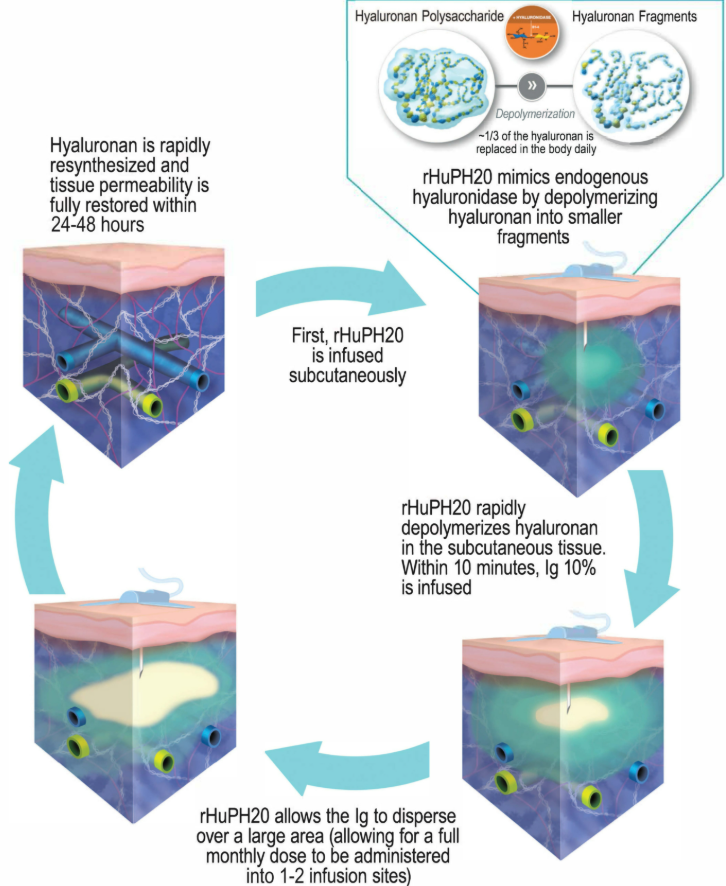 Hyaluronan Polysaccharide
+ HYALURONIDASE
Hyaluronan Fragments
Depolymerization
~1/3 of the hyaluronan is
replaced in the body daily
rHuPH20 mimics endogenous
hyaluronidase by depolymerizing
hyaluronan into smaller
fragments
Hyaluronan is rapidly
resynthesized and
tissue permeability is
fully restored within
24-48 hours
First, rHuPH20
is infused
subcutaneously
rHuPH20 rapidly
depolymerizes hyaluronan
in the subcutaneous tissue.
Within 10 minutes, Ig 10%
is infused
rHuPH20 allows the Ig to disperse
over a large area (allowing for a full
monthly dose to be administered
into 1-2 infusion sites)